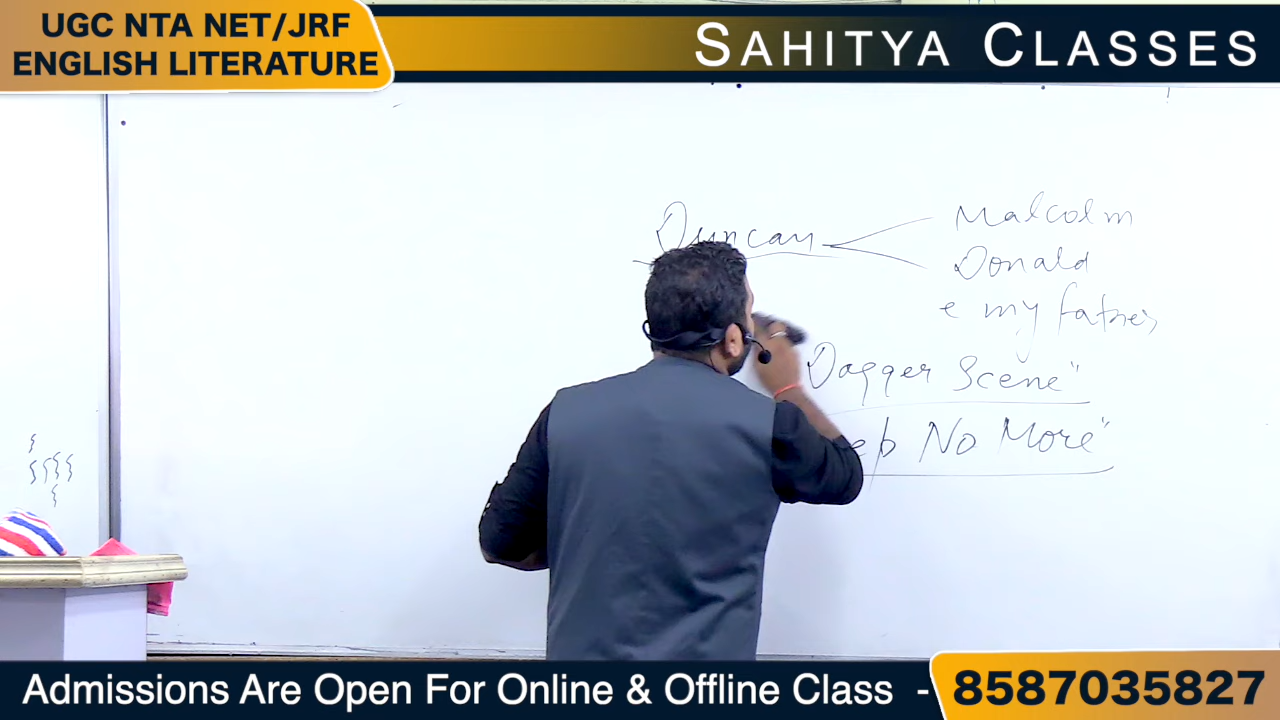 UGC NTA NET/JRF
ENGLISH LITERATURE
SAHITYA CLASSES
Duncan
Malcolm
Donald
e my father
Dagger Scene"
ep No More"
Admissions Are Open For Online & Offline Class - 8587035827